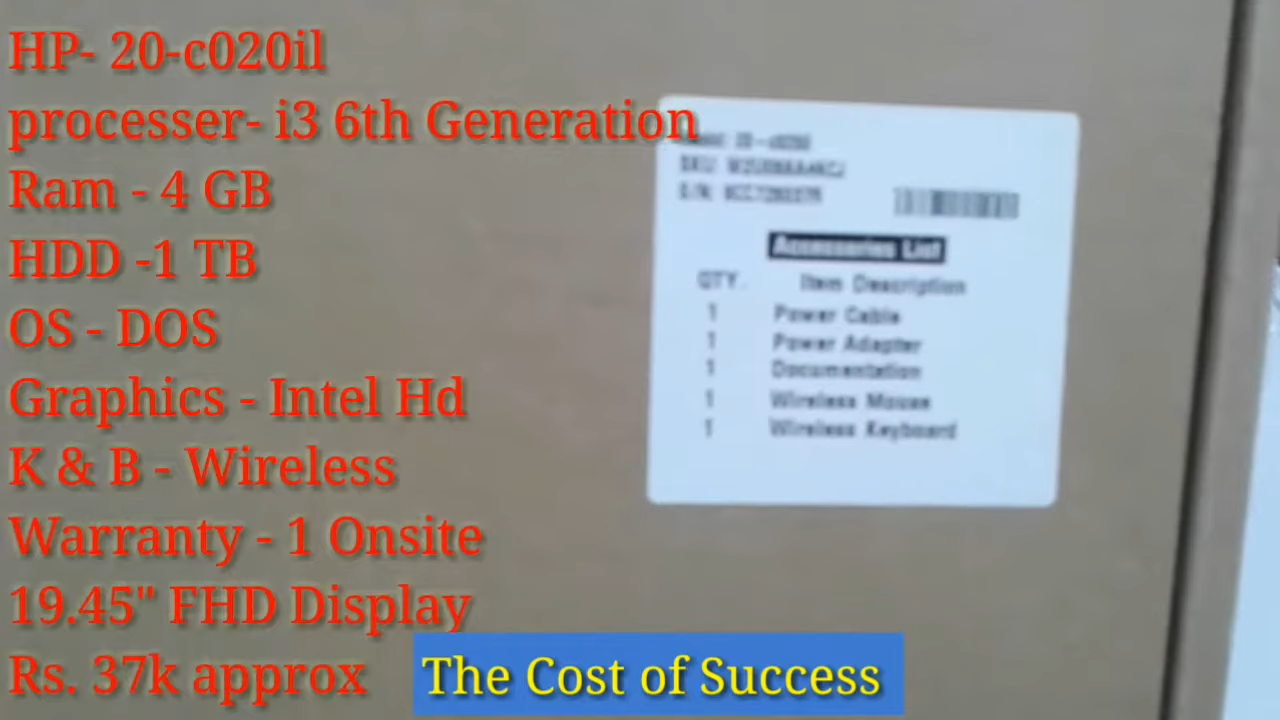 HP- 20-c020il
processer- i3 6th Generation
Ram - 4 GB
HDD -1 TB
OS - DOS
Graphics - Intel Hd
K & B - Wireless
Warranty - 1 Onsite
19.45" FHD Display
Rs. 37k approx
The Cost of Success
SKU:
S/N:
Accessories List
QTY. Item Description
1 Power Cable
1 Power Adapter
1 Documentation
1 Wireless Mouse
1 Wireless Keyboard